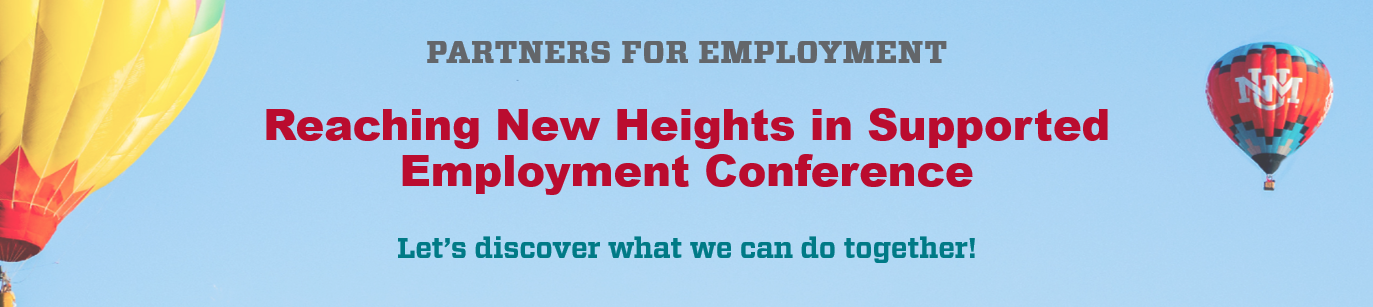 PARTNERS FOR EMPLOYMENT
Reaching New Heights in Supported
Employment Conference
Let's discover what we can do together!
UNM